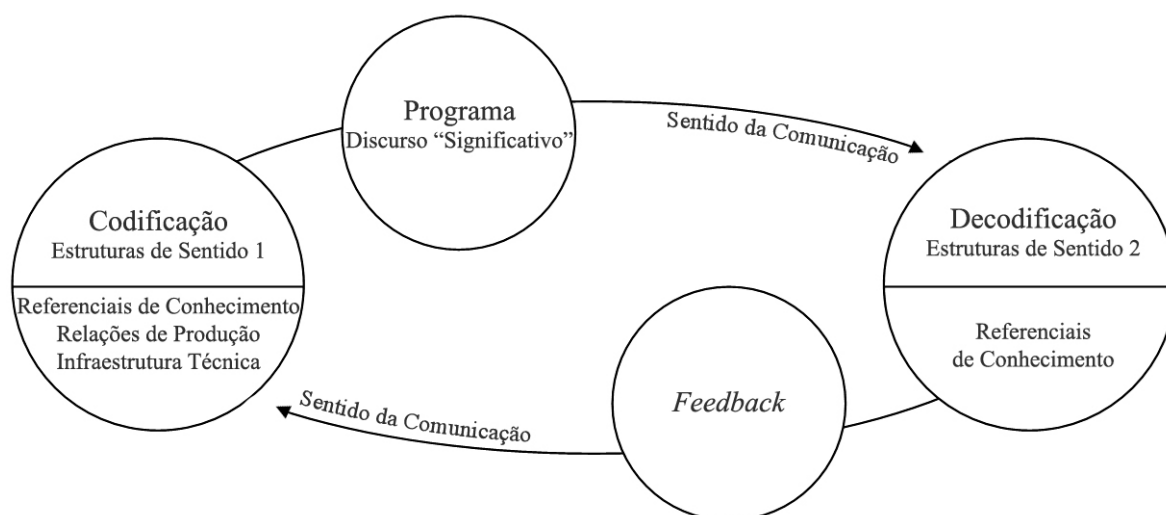 Programa
Discurso “Significativo”
Sentido da Comunicação
Codificação
Estruturas de Sentido 1
Referenciais de Conhecimento
Relações de Produção
Infraestrutura Técnica
Decodificação
Estruturas de Sentido 2
Referenciais
de Conhecimento
Feedback
Sentido da Comunicação